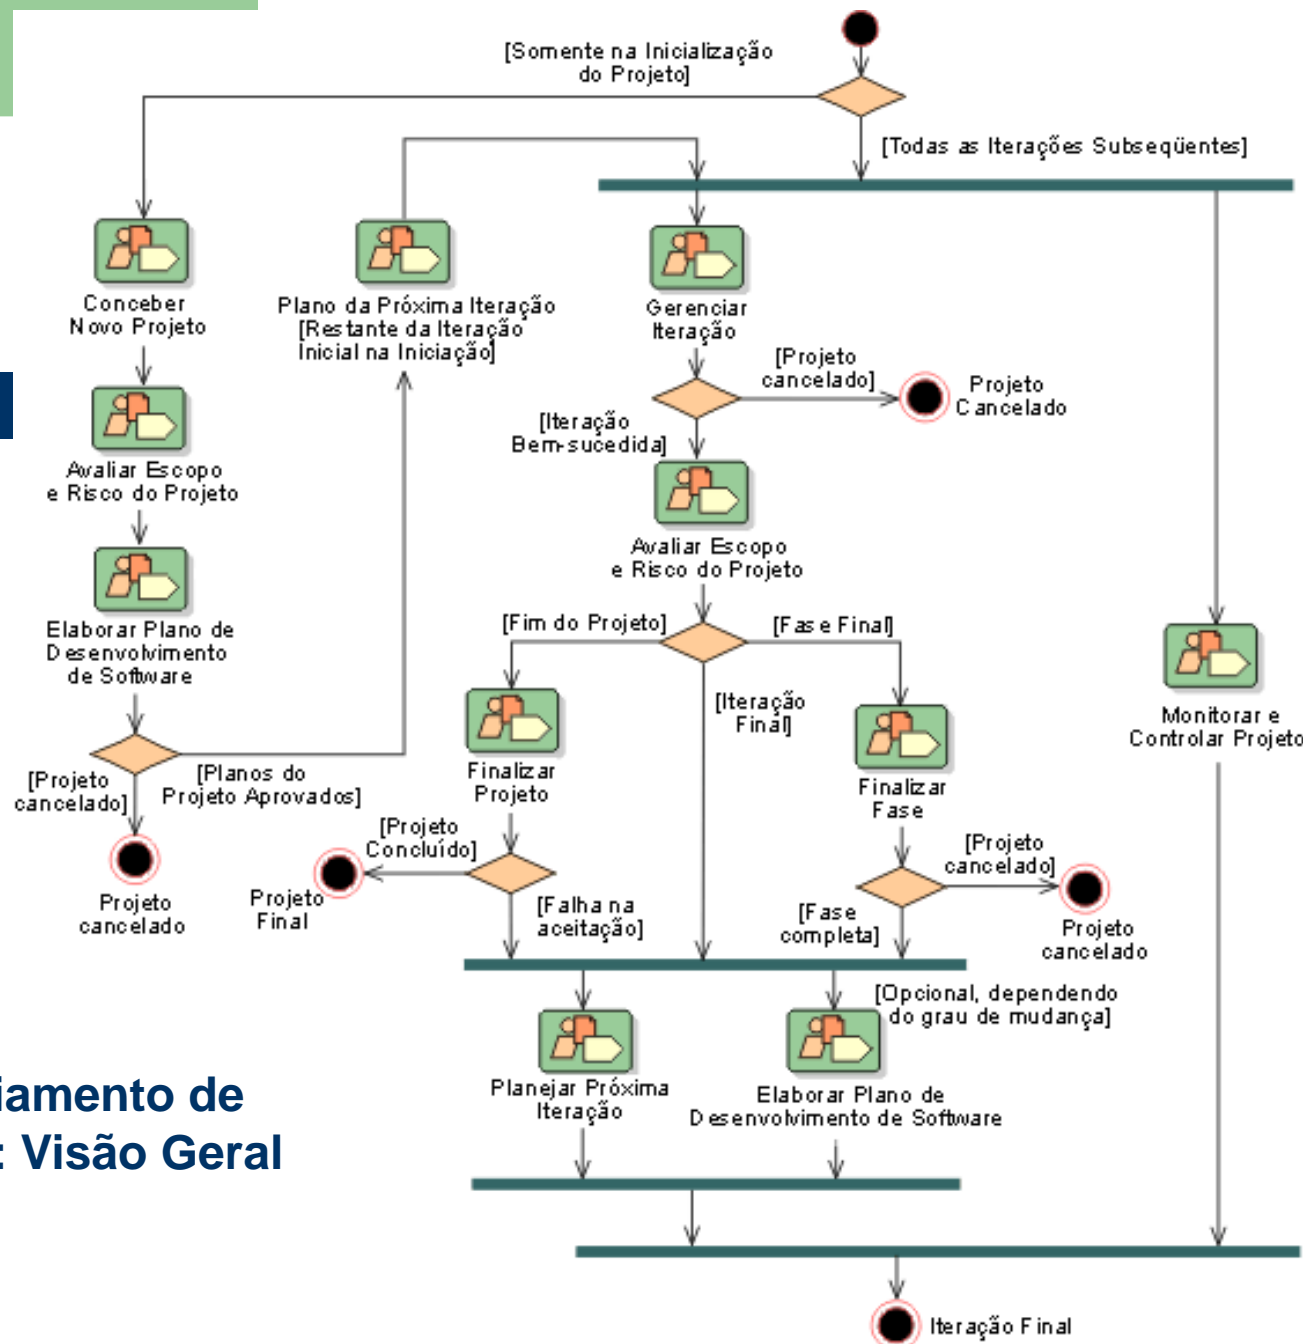 [Somente na Inicialização
do Projeto]
[Todas as Iterações Subseqüentes]
Conceber
Novo Projeto
Plano da Próxima Iteração
[Restante da Iteração
Inicial na Iniciação]
Gerenciar
Iteração
[Projeto
cancelado]
Projeto
Cancelado
[Iteração
Bem-sucedida]
Avaliar Escopo
e Risco do Projeto
Avaliar Escopo
e Risco do Projeto
Elaborar Plano de
Desenvolvimento
de Software
[Fim do Projeto]
[Fase Final]
[Iteração
Final]
Monitorar e
Controlar Projeto
[Projeto
cancelado]
[Planos do
Projeto Aprovados]
Finalizar
Projeto
Finalizar
Fase
[Projeto
Concluído]
[Projeto
cancelado]
Projeto
cancelado
Projeto
Final
[Falha na
aceitação]
[Fase
completa]
Projeto
cancelado
[Opcional, dependendo
do grau de mudança]
Planejar Próxima
Iteração
Elaborar Plano de
Desenvolvimento de Software
iamento de
: Visão Geral
Iteração Final